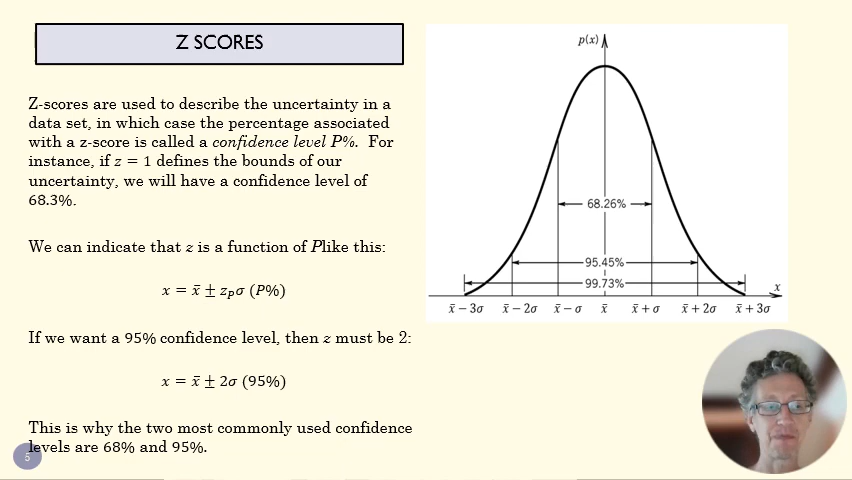 Z SCORES
Z-scores are used to describe the uncertainty in a
data set, in which case the percentage associated
with a z-score is called a confidence level P%. For
instance, if z = 1 defines the bounds of our
uncertainty, we will have a confidence level of
68.3%.
We can indicate that z is a function of Plike this:
x = x̄ ± z_Pσ (P%)
If we want a 95% confidence level, then z must be 2:
x = x̄ ± 2σ (95%)
This is why the two most commonly used confidence
levels are 68% and 95%.
5
p(x)
68.26%
95.45%
99.73%
x
x̄ − 3σ x̄ − 2σ x̄ − σ x̄ x̄ + σ x̄ + 2σ x̄ + 3σ